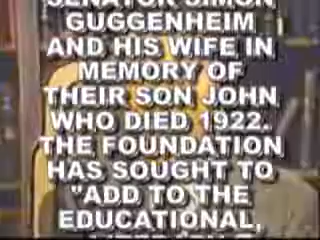 SENATOR SIMON
GUGGENHEIM
AND HIS WIFE IN
MEMORY OF
THEIR SON JOHN
WHO DIED 1922.
THE FOUNDATION
HAS SOUGHT TO
"ADD TO THE
EDUCATIONAL,